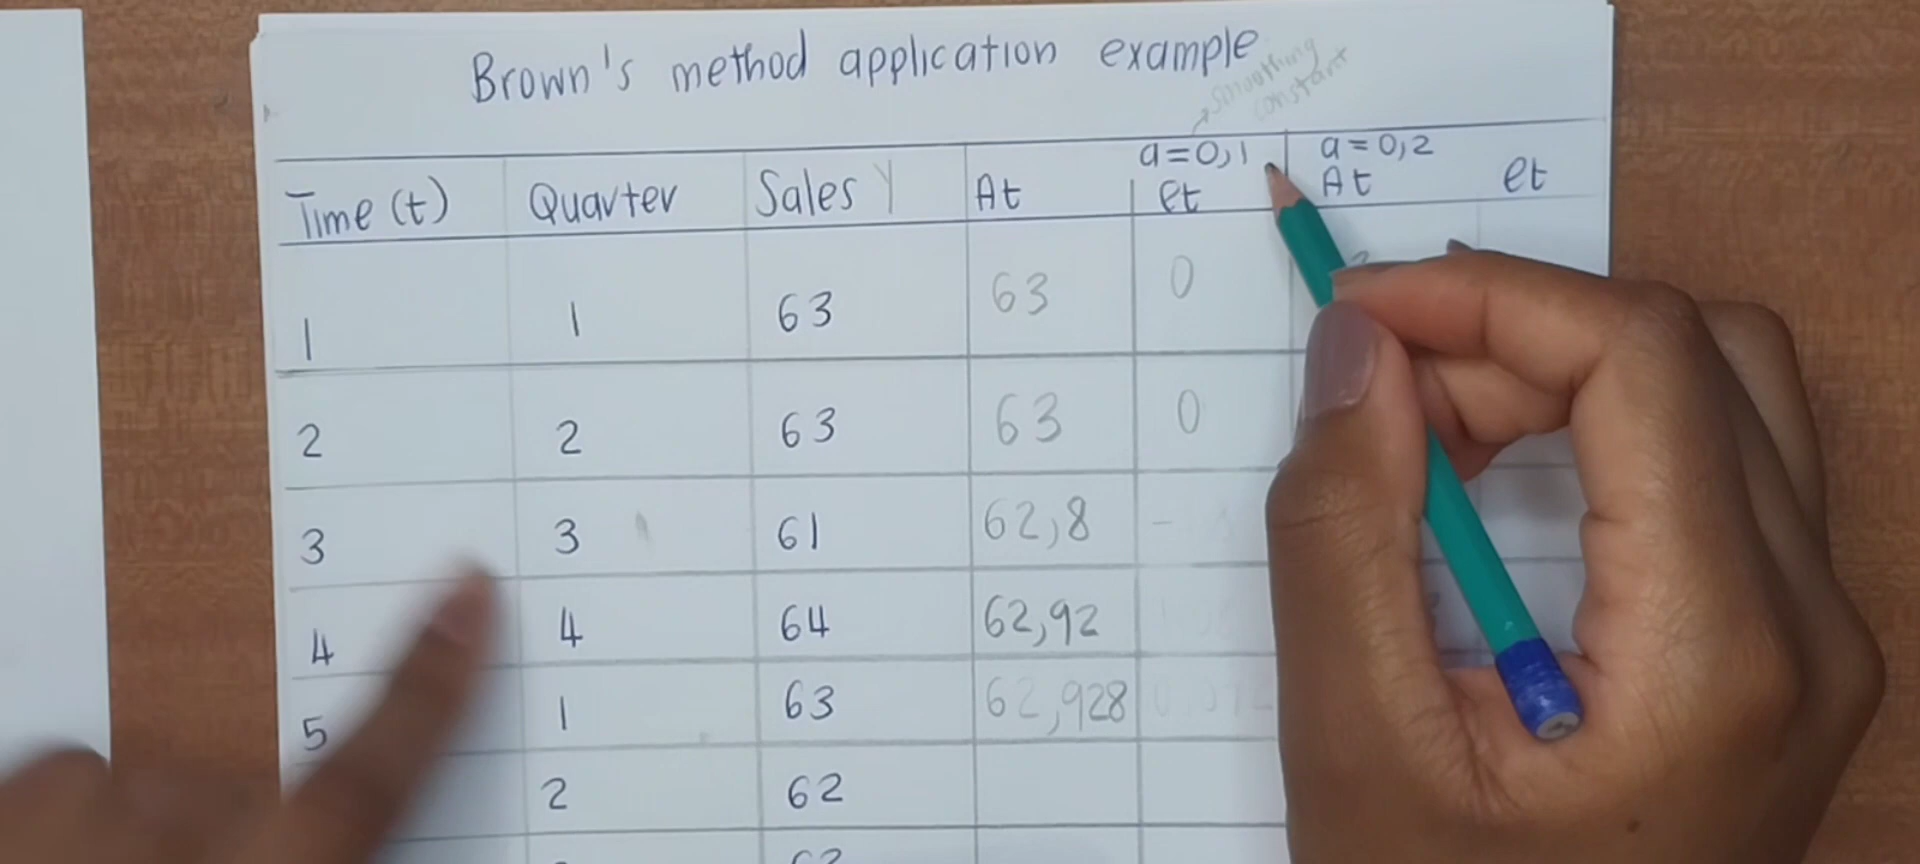 Brown's method application example
smoothing
constant
a=0,1 a=0,2
Time (t) Quarter Sales Y At et At et
1 1 63 63 0
2 2 63 63 0
3 3 61 62,8 -
4 4 64 62,92
5 1 63 62,928
2 62